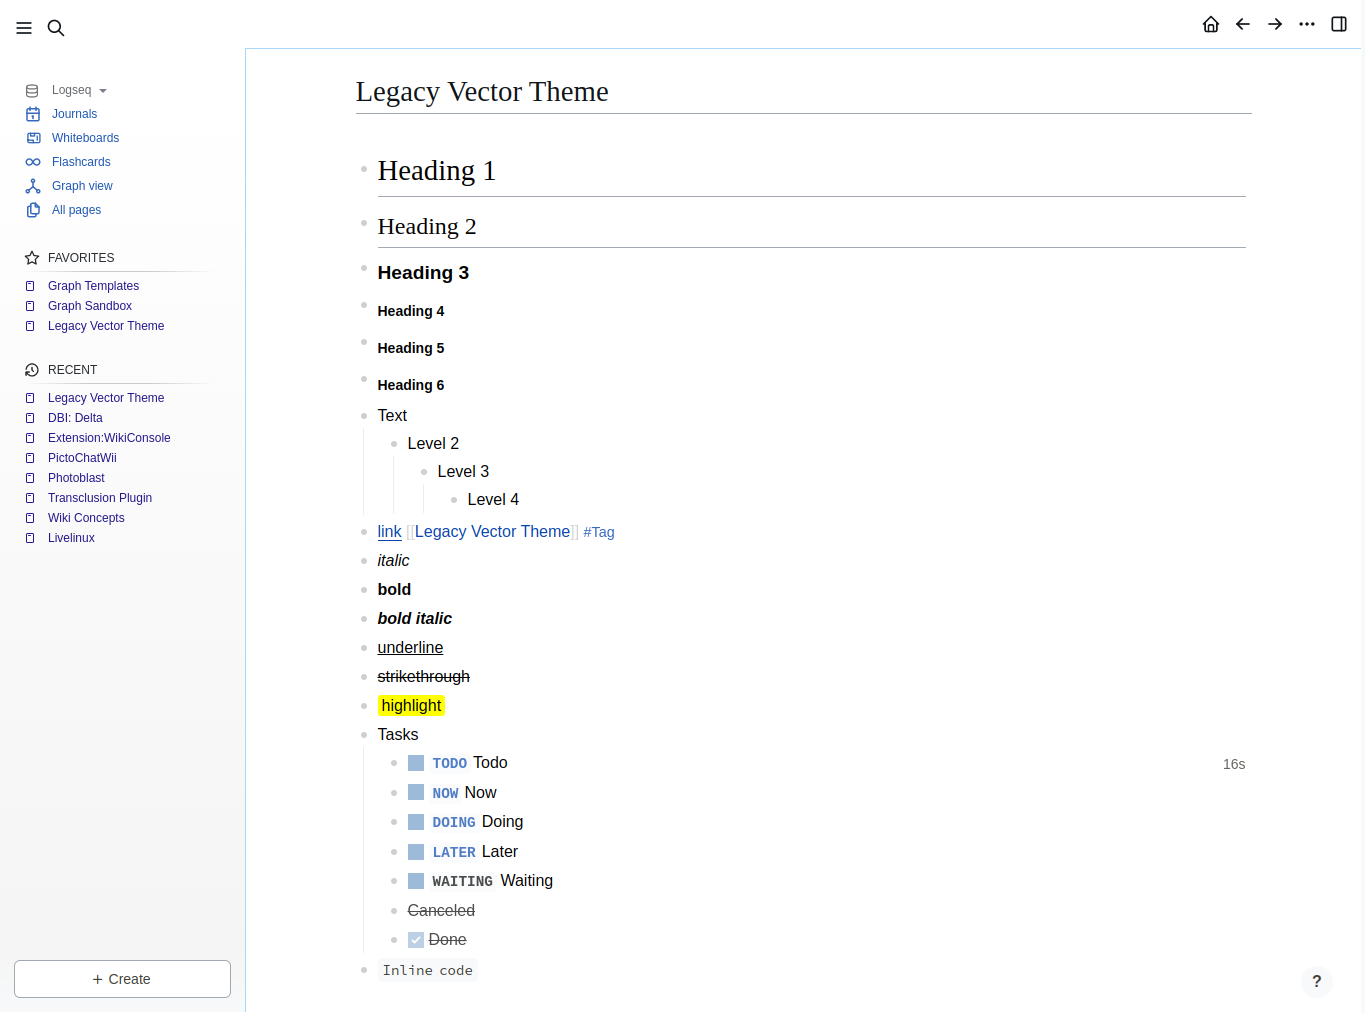 Logseq
Journals
Whiteboards
Flashcards
Graph view
All pages
FAVORITES
Graph Templates
Graph Sandbox
Legacy Vector Theme
RECENT
Legacy Vector Theme
DBI: Delta
Extension:WikiConsole
PictoChatWii
Photoblast
Transclusion Plugin
Wiki Concepts
Livelinux
+ Create
Legacy Vector Theme
Heading 1
Heading 2
Heading 3
Heading 4
Heading 5
Heading 6
Text
Level 2
Level 3
Level 4
link [[Legacy Vector Theme]] #Tag
italic
bold
bold italic
underline
strikethrough
highlight
Tasks
TODO Todo 16s
NOW Now
DOING Doing
LATER Later
WAITING Waiting
Canceled
Done
Inline code
?